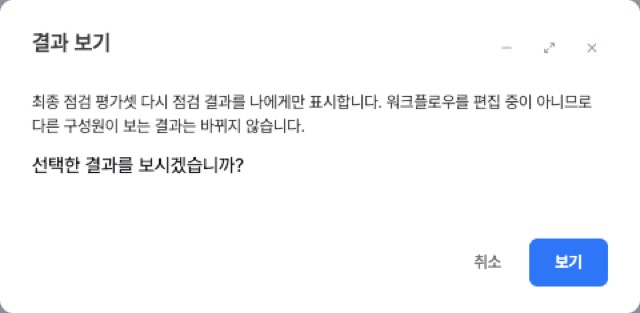 결과 보기
최종 점검 평가셋 다시 점검 결과를 나에게만 표시합니다. 워크플로우를 편집 중이 아니므로
다른 구성원이 보는 결과는 바뀌지 않습니다.
선택한 결과를 보시겠습니까?
취소 보기